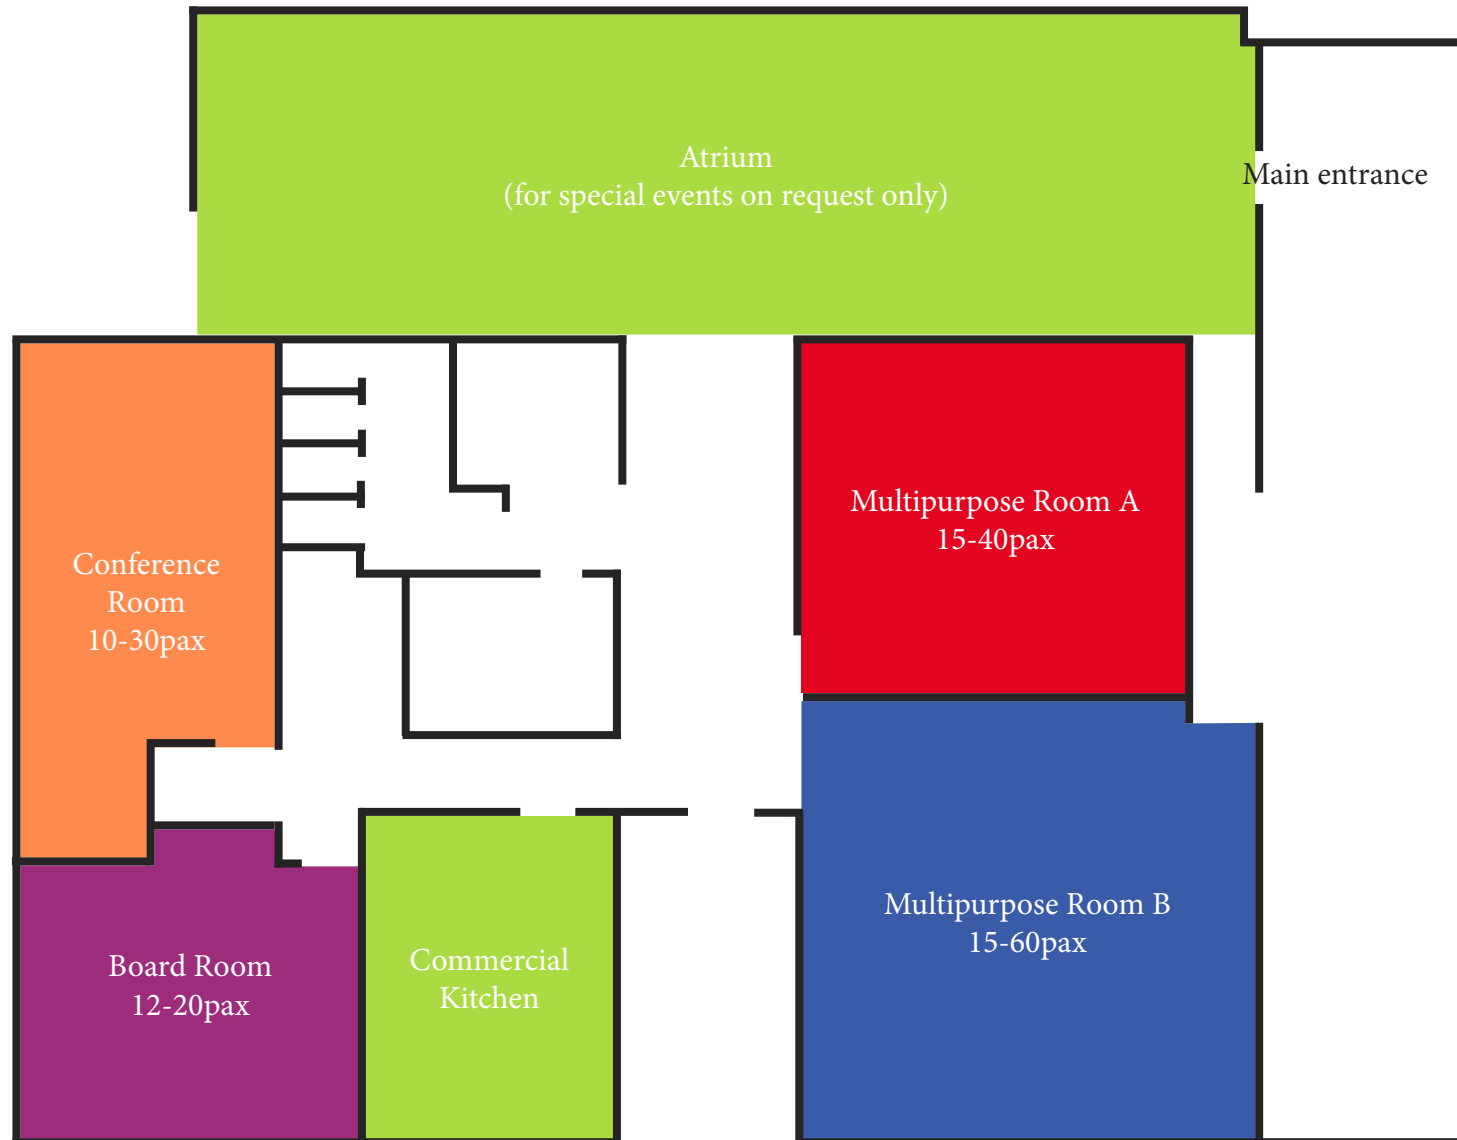 Atrium
(for special events on request only)
Main entrance
Multipurpose Room A
15-40pax
Conference
Room
10-30pax
Multipurpose Room B
15-60pax
Board Room
12-20pax
Commercial
Kitchen